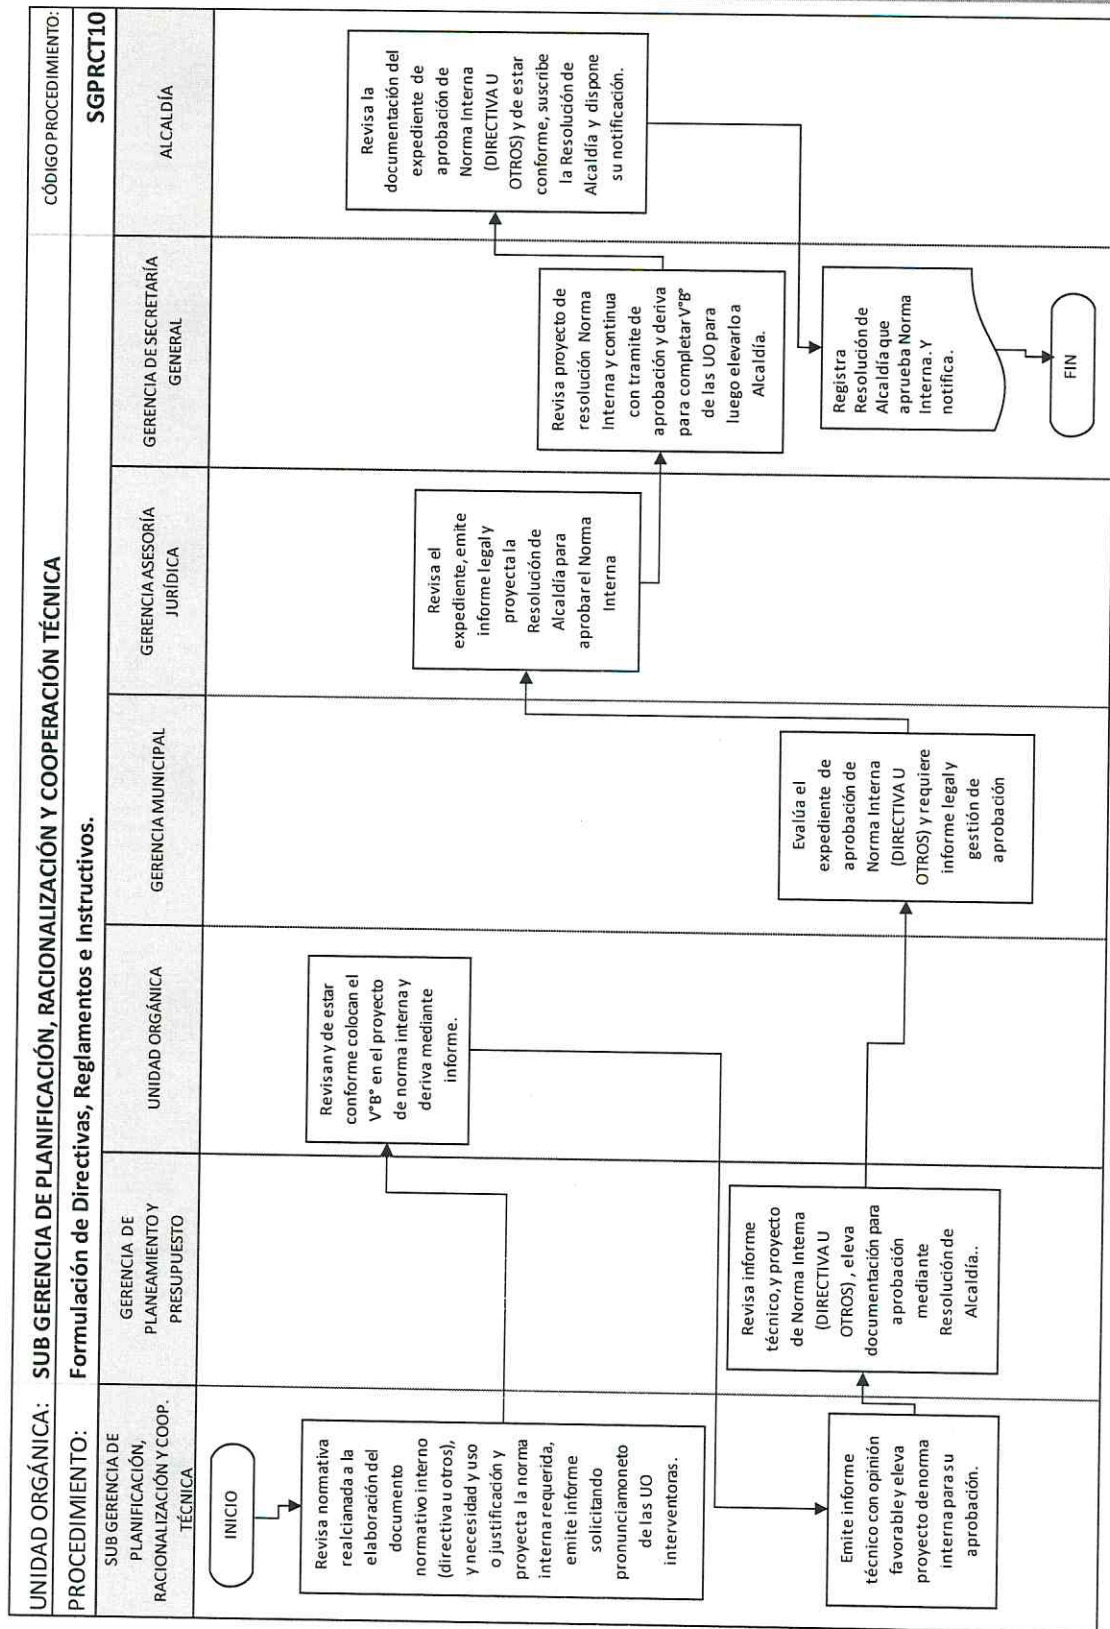 UNIDAD ORGÁNICA: SUB GERENCIA DE PLANIFICACIÓN, RACIONALIZACIÓN Y COOPERACIÓN TÉCNICA
CÓDIGO PROCEDIMIENTO:
PROCEDIMIENTO: Formulación de Directivas, Reglamentos e Instructivos.
SGPRCT10
SUB GERENCIA DE
PLANIFICACIÓN,
RACIONALIZACIÓN Y COOP.
TÉCNICA
GERENCIA DE
PLANEAMIENTO Y
PRESUPUESTO
UNIDAD ORGÁNICA
GERENCIA MUNICIPAL
GERENCIA ASESORÍA
JURÍDICA
GERENCIA DE SECRETARÍA
GENERAL
ALCALDÍA
INICIO
Revisa normativa
realcianada a la
elaboración del
documento
normativo interno
(directiva u otros),
y necesidad y uso
o justificación y
proyecta la norma
interna requerida,
emite informe
solicitando
pronunciamoneto
de las UO
interventoras.
Revisan y de estar
conforme colocan el
V°B° en el proyecto
de norma interna y
deriva mediante
informe.
Emite informe
técnico con opinión
favorable y eleva
proyecto de norma
interna para su
aprobación.
Revisa informe
técnico, y proyecto
de Norma Interna
(DIRECTIVA U
OTROS) , eleva
documentación para
aprobación
mediante
Resolución de
Alcaldía..
Evalúa el
expediente de
aprobación de
Norma Interna
(DIRECTIVA U
OTROS) y requiere
informe legal y
gestión de
aprobación
Revisa el
expediente, emite
informe legal y
proyecta la
Resolución de
Alcaldía para
aprobar el Norma
Interna
Revisa proyecto de
resolución Norma
Interna y continua
con tramite de
aprobación y deriva
para completar V°B°
de las UO para
luego elevarlo a
Alcaldía.
Revisa la
documentación del
expediente de
aprobación de
Norma Interna
(DIRECTIVA U
OTROS) y de estar
conforme, suscribe
la Resolución de
Alcaldía y dispone
su notificación.
Registra
Resolución de
Alcaldía que
aprueba Norma
Interna. Y
notifica.
FIN